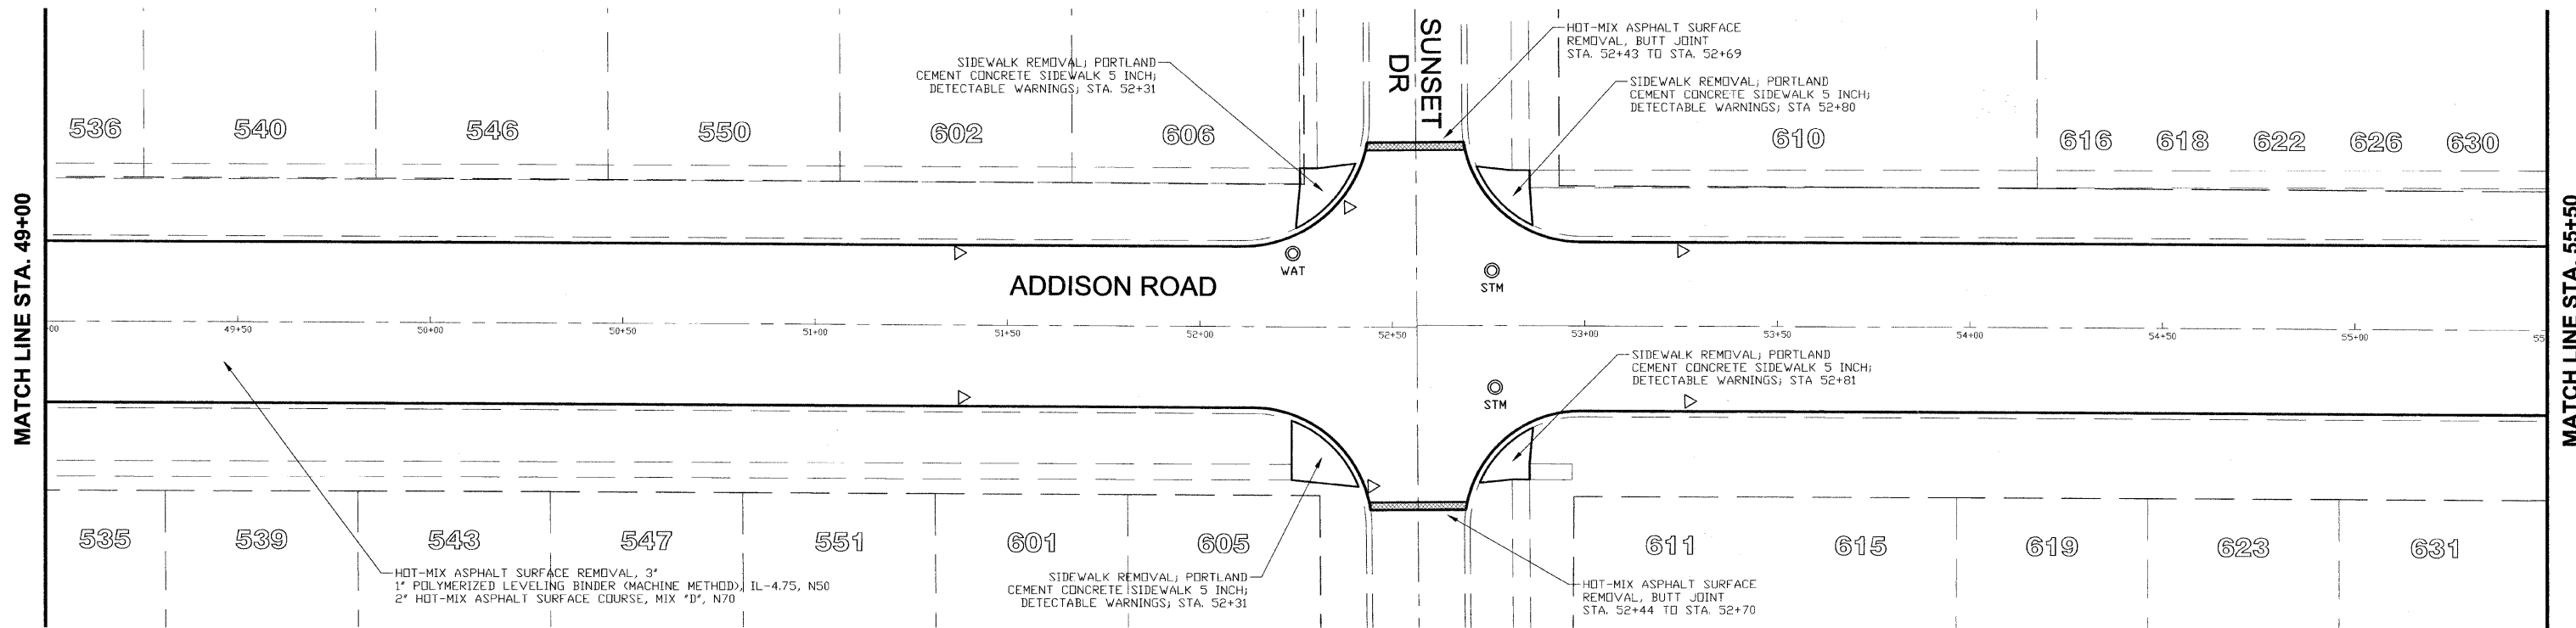 SUNSET
DR
HOT-MIX ASPHALT SURFACE
REMOVAL, BUTT JOINT
STA. 52+43 TO STA. 52+69
SIDEWALK REMOVAL; PORTLAND
CEMENT CONCRETE SIDEWALK 5 INCH;
DETECTABLE WARNINGS; STA. 52+31
SIDEWALK REMOVAL; PORTLAND
CEMENT CONCRETE SIDEWALK 5 INCH;
DETECTABLE WARNINGS; STA 52+80
536 540 546 550 602 606 610 616 618 622 626 630
MATCH LINE STA. 49+00
MATCH LINE STA. 55+50
WAT
STM
ADDISON ROAD
00 49+50 50+00 50+50 51+00 51+50 52+00 52+50 53+00 53+50 54+00 54+50 55+00 55
SIDEWALK REMOVAL; PORTLAND
CEMENT CONCRETE SIDEWALK 5 INCH;
DETECTABLE WARNINGS; STA 52+81
STM
535 539 543 547 551 601 605 611 615 619 623 631
HOT-MIX ASPHALT SURFACE REMOVAL, 3"
1" POLYMERIZED LEVELING BINDER (MACHINE METHOD), IL-4.75, N50
2" HOT-MIX ASPHALT SURFACE COURSE, MIX "D", N70
SIDEWALK REMOVAL; PORTLAND
CEMENT CONCRETE SIDEWALK 5 INCH;
DETECTABLE WARNINGS; STA. 52+31
HOT-MIX ASPHALT SURFACE
REMOVAL, BUTT JOINT
STA. 52+44 TO STA. 52+70